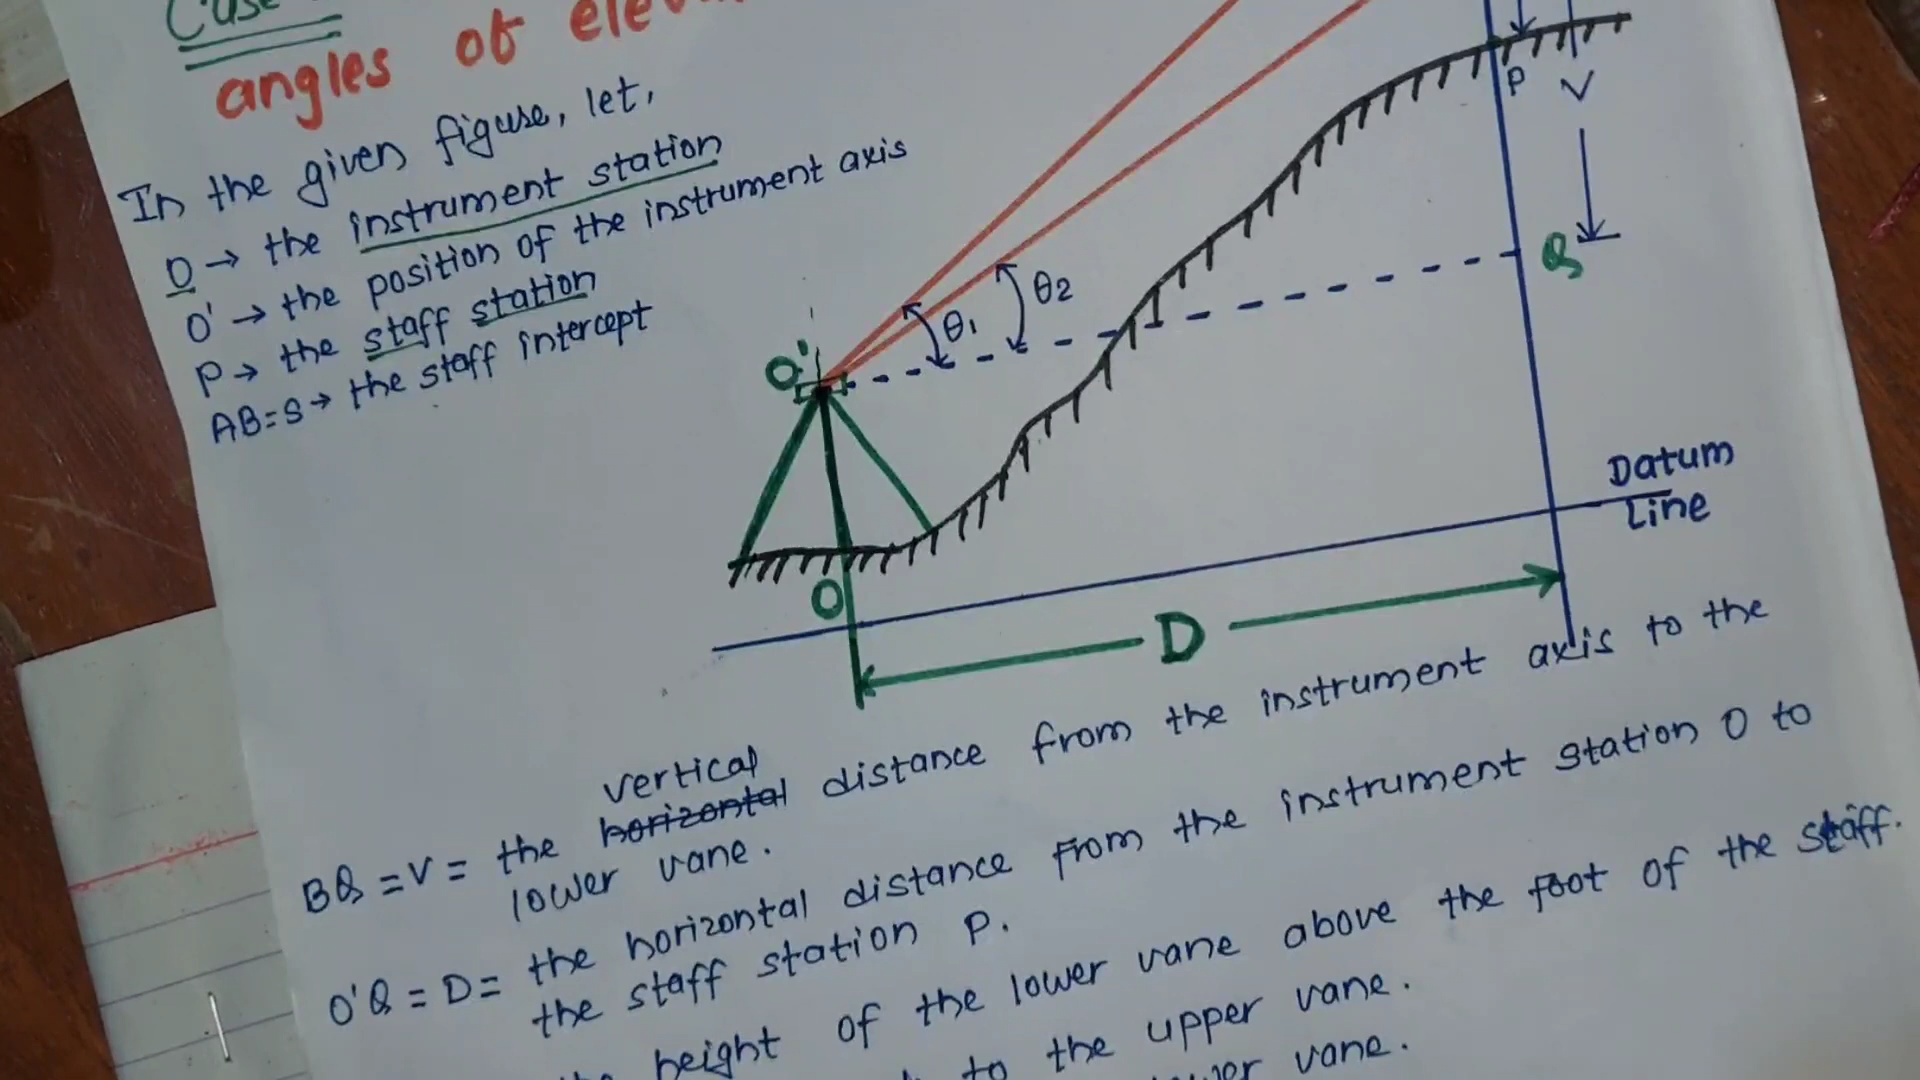 Case
angles of elev
In the given figure, let,
O → the instrument station
O' → the position of the instrument axis
P → the staff station
AB = S → the staff intercept
P
V
Q
θ2
θ1
O'
Datum
Line
O
D
vertical
BQ = V = the horizontal distance from the instrument axis to the
lower vane.
O'Q = D = the horizontal distance from the instrument station O to
the staff station P.
height of the lower vane above the foot of the staff.
to the upper vane.
vane.